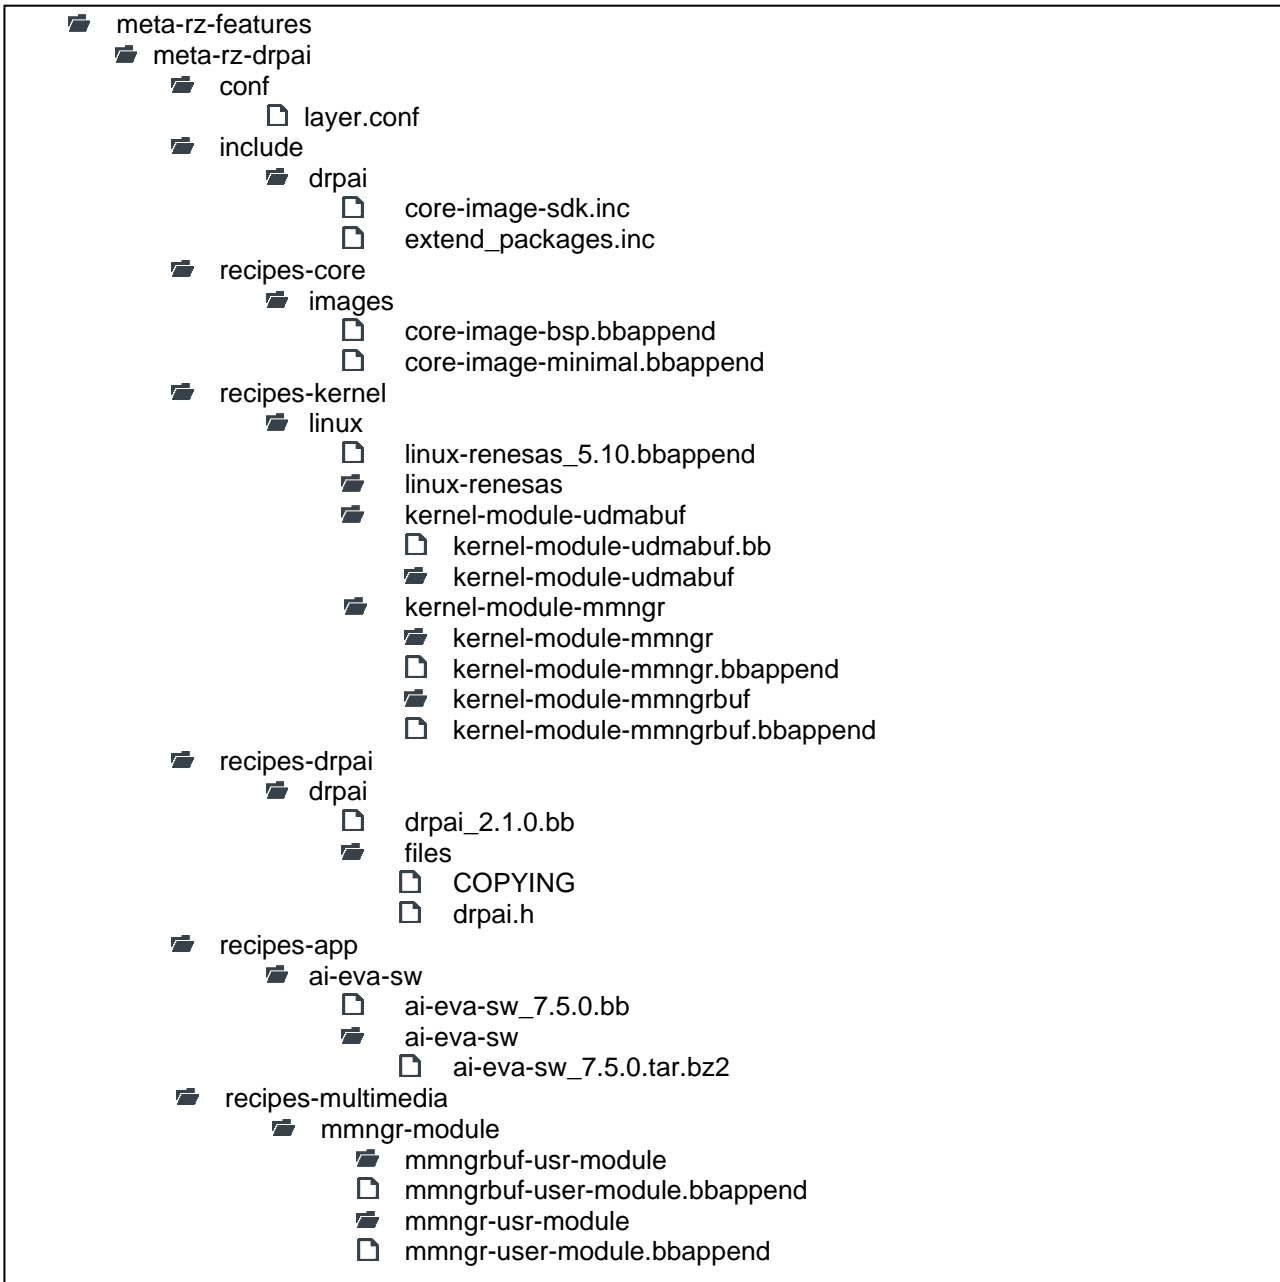 meta-rz-features
meta-rz-drpai
conf
layer.conf
include
drpai
core-image-sdk.inc
extend_packages.inc
recipes-core
images
core-image-bsp.bbappend
core-image-minimal.bbappend
recipes-kernel
linux
linux-renesas_5.10.bbappend
linux-renesas
kernel-module-udmabuf
kernel-module-udmabuf.bb
kernel-module-udmabuf
kernel-module-mmngr
kernel-module-mmngr
kernel-module-mmngr.bbappend
kernel-module-mmngrbuf
kernel-module-mmngrbuf.bbappend
recipes-drpai
drpai
drpai_2.1.0.bb
files
COPYING
drpai.h
recipes-app
ai-eva-sw
ai-eva-sw_7.5.0.bb
ai-eva-sw
ai-eva-sw_7.5.0.tar.bz2
recipes-multimedia
mmngr-module
mmngrbuf-usr-module
mmngrbuf-user-module.bbappend
mmngr-usr-module
mmngr-user-module.bbappend